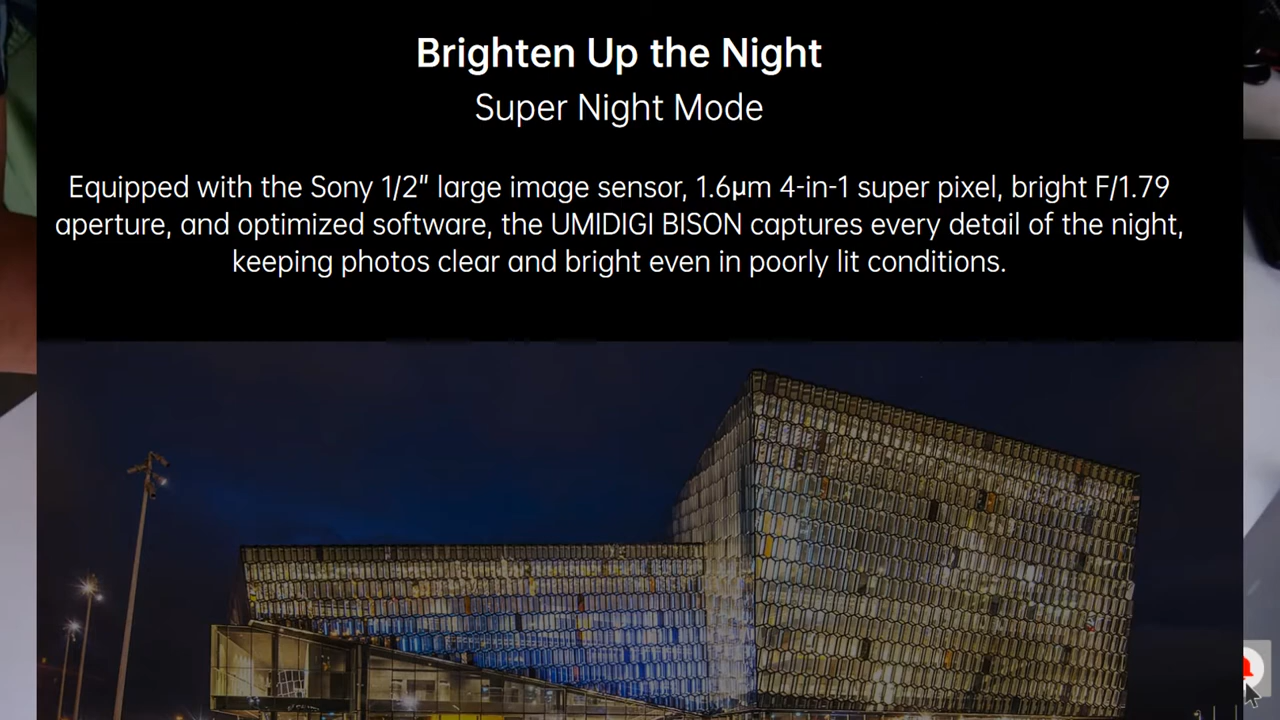 Brighten Up the Night
Super Night Mode
Equipped with the Sony 1/2″ large image sensor, 1.6μm 4-in-1 super pixel, bright F/1.79
aperture, and optimized software, the UMIDIGI BISON captures every detail of the night,
keeping photos clear and bright even in poorly lit conditions.